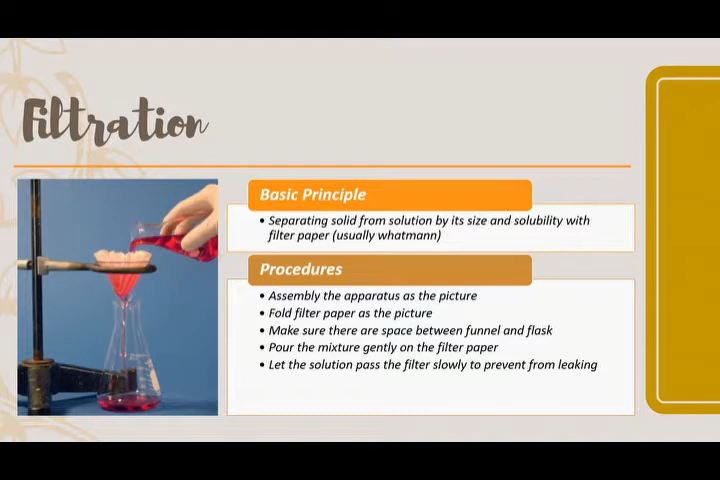 Filtration
Basic Principle
• Separating solid from solution by its size and solubility with
filter paper (usually whatmann)
Procedures
• Assembly the apparatus as the picture
• Fold filter paper as the picture
• Make sure there are space between funnel and flask
• Pour the mixture gently on the filter paper
• Let the solution pass the filter slowly to prevent from leaking